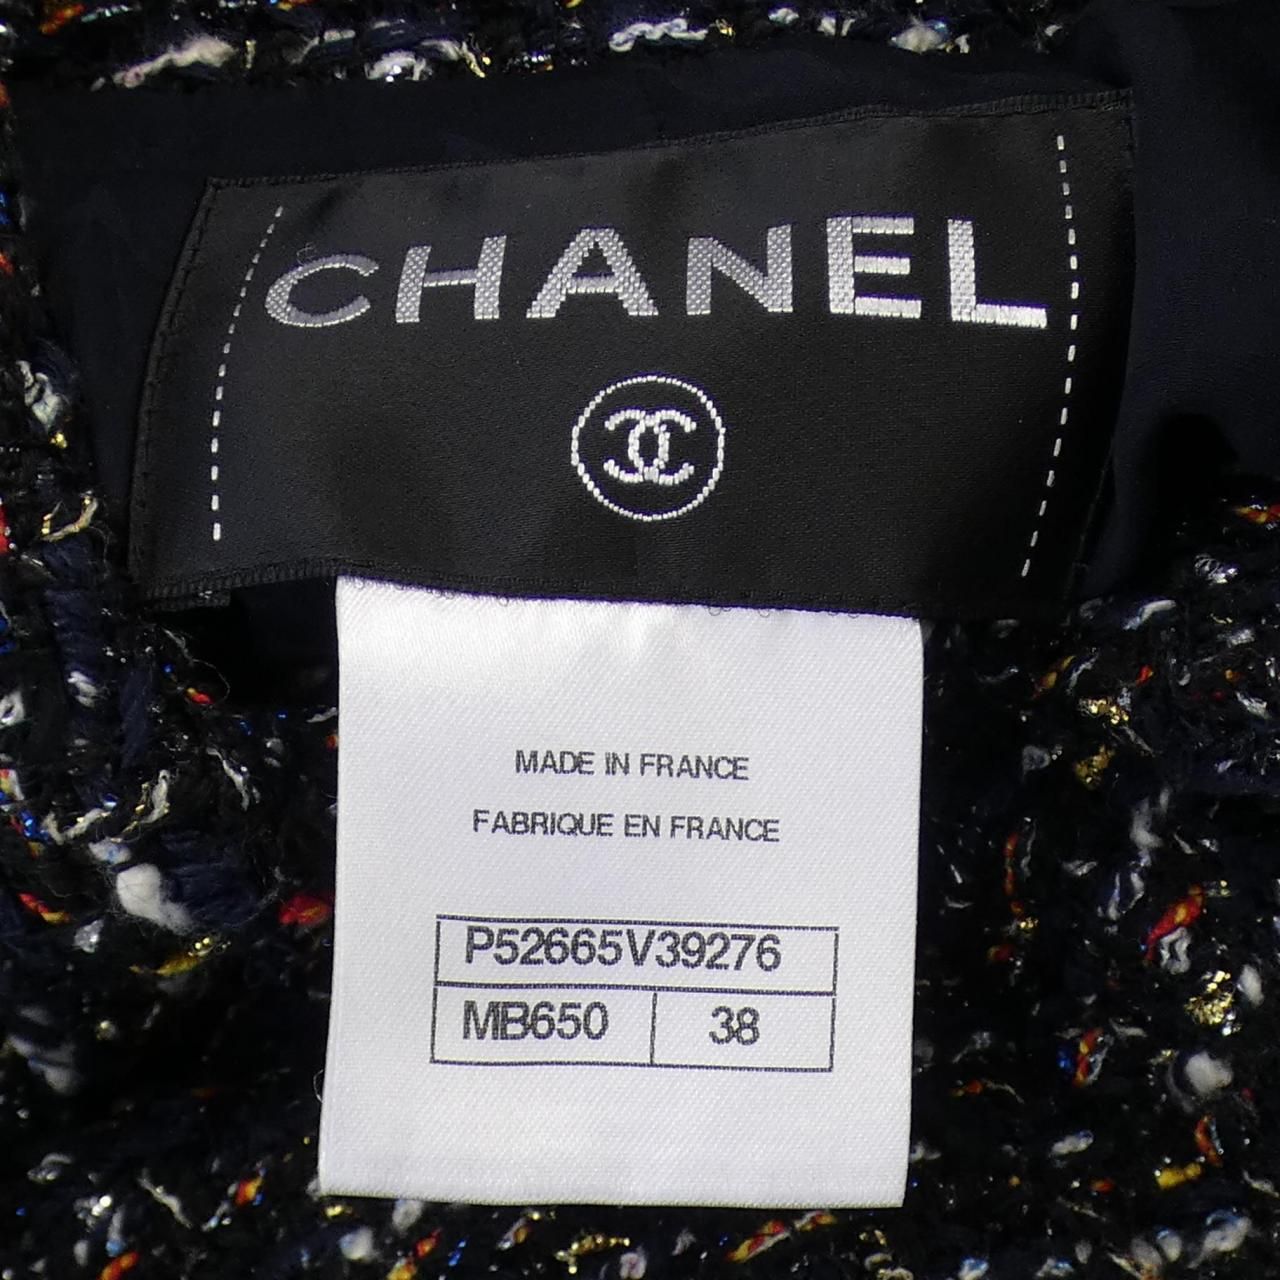 CHANEL
MADE IN FRANCE
FABRIQUE EN FRANCE
P52665V39276
MB650 38